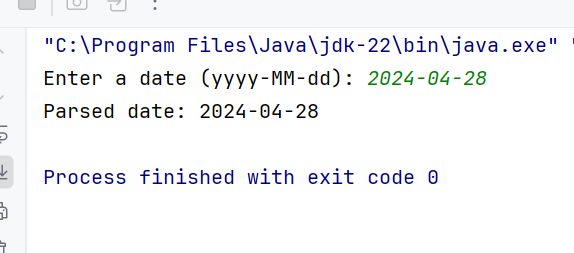 "C:\Program Files\Java\jdk-22\bin\java.exe"
Enter a date (yyyy-MM-dd): 2024-04-28
Parsed date: 2024-04-28
Process finished with exit code 0